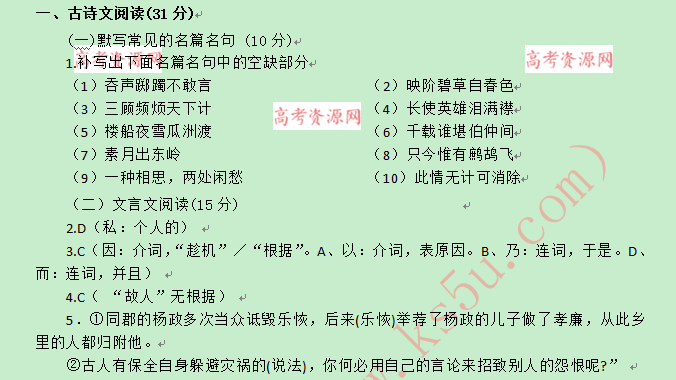 一、古诗文阅读(31 分)
(一)默写常见的名篇名句 (10 分)
高考资源网
高考资源网
1.补写出下面名篇名句中的空缺部分
（1）吞声踯躅不敢言 （2）映阶碧草自春色
（3）三顾频烦天下计 （4）长使英雄泪满襟
高考资源网
（5）楼船夜雪瓜洲渡 （6）千载谁堪伯仲间
（7）素月出东岭 （8）只今惟有鹧鸪飞
（9）一种相思，两处闲愁 （10）此情无计可消除
（二）文言文阅读(15 分)
2.D（私：个人的）
3.C（因：介词，“趁机”／“根据”。A、以：介词，表原因。B、乃：连词，于是。D、
而：连词，并且）
4.C（ “故人”无根据）
5．①同郡的杨政多次当众诋毁乐恢，后来(乐恢)举荐了杨政的儿子做了孝廉，从此乡
里的人都归附他。
②古人有保全自身躲避灾祸的(说法)，你何必用自己的言论来招致别人的怨恨呢?”
.ks5u.com）